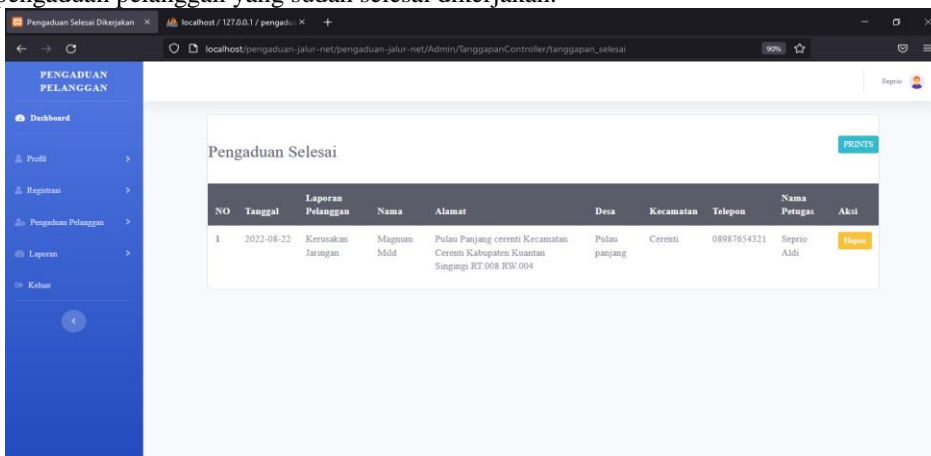 pengaduan pelanggan yang sudah selesai dikerjakan.
Pengaduan Selesai Dikerjakan
localhost / 127.0.0.1 / pengadu
localhost/pengaduan-jalur-net/pengaduan-jalur-net/Admin/TanggapanController/tanggapan_selesai
90%
PENGADUAN
PELANGGAN
Seprio
Dashboard
Profil
Registrasi
Pengaduan Pelanggan
Laporan
Keluar
Pengaduan Selesai
PRINTS
NO Tanggal Laporan Pelanggan Nama Alamat Desa Kecamatan Telepon Nama Petugas Aksi
1 2022-08-22 Kerusakan Magnum Pulau Panjang cerenti Kecamatan Pulau Cerenti 08987654321 Seprio Hapus
Jaringan Mild Cerenti Kabupaten Kuantan panjang Aldi
Singingi RT.008 RW.004